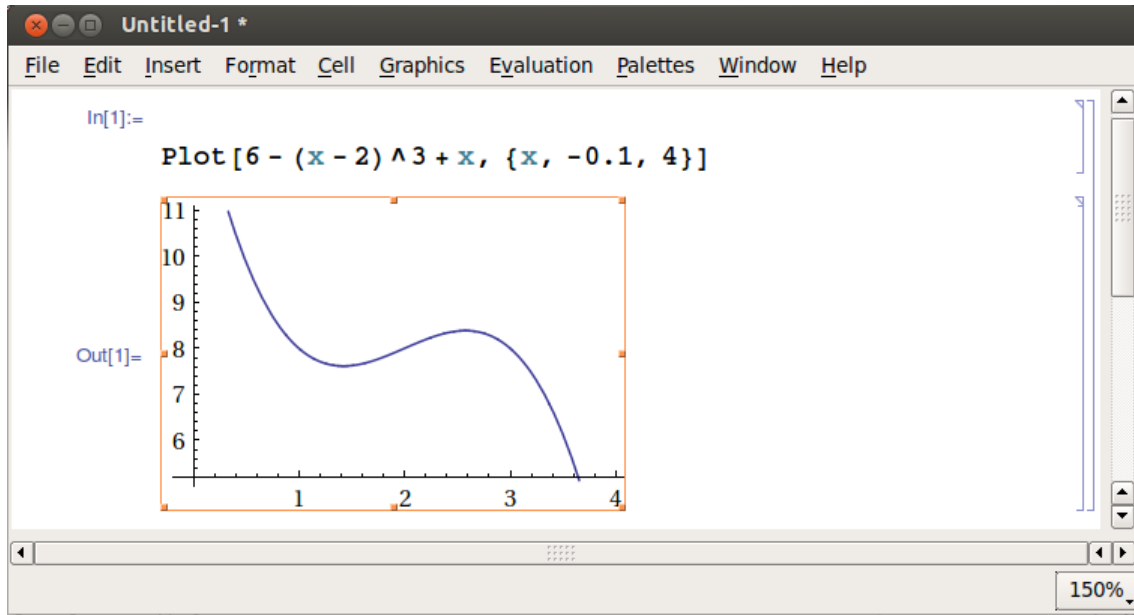 Untitled-1 *
File Edit Insert Format Cell Graphics Evaluation Palettes Window Help
In[1]:=
Plot[6 - (x - 2) ^ 3 + x, {x, -0.1, 4}]
Out[1]=
11
10
9
8
7
6
1 2 3 4
150%